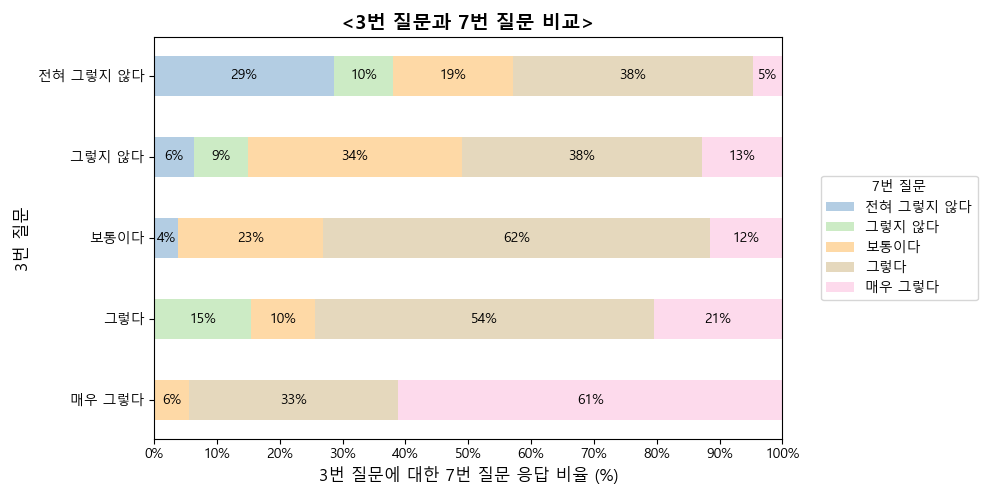 <3번 질문과 7번 질문 비교>
3번 질문
전혀 그렇지 않다
29%
10%
19%
38%
5%
그렇지 않다
6%
9%
34%
38%
13%
보통이다
4%
23%
62%
12%
그렇다
15%
10%
54%
21%
매우 그렇다
6%
33%
61%
0%
10%
20%
30%
40%
50%
60%
70%
80%
90%
100%
3번 질문에 대한 7번 질문 응답 비율 (%)
7번 질문
전혀 그렇지 않다
그렇지 않다
보통이다
그렇다
매우 그렇다